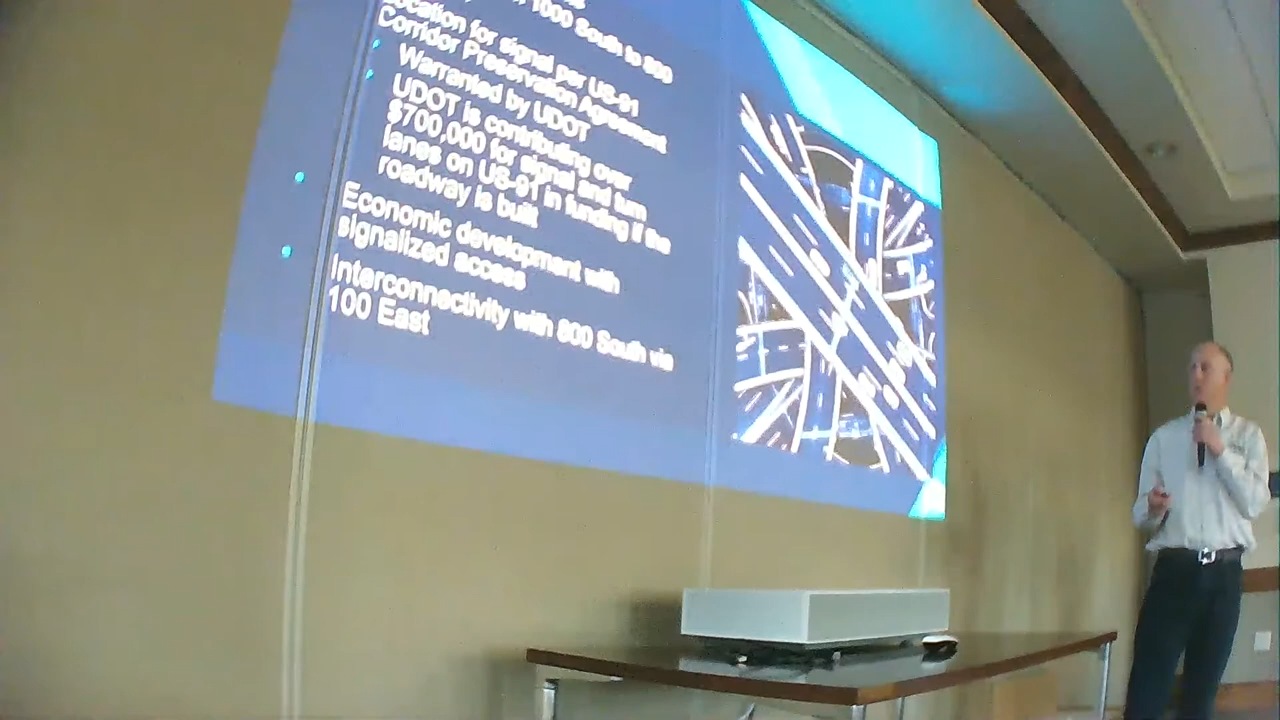 1000 South to 800
Location for signal per US-91
Corridor Preservation Agreement
Warranted by UDOT
UDOT is contributing over
$700,000 for signal and turn
lanes on US-91 in funding if the
roadway is built
Economic development with
signalized access
Interconnectivity with 800 South via
100 East